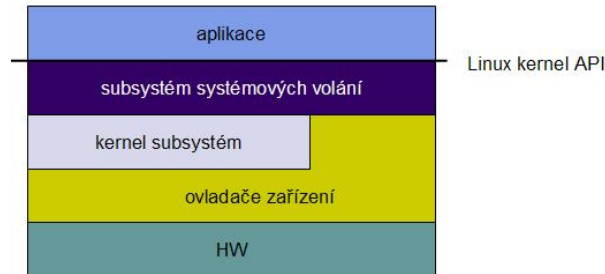 aplikace
Linux kernel API
subsystém systémových volání
kernel subsystém
ovladače zařízení
HW